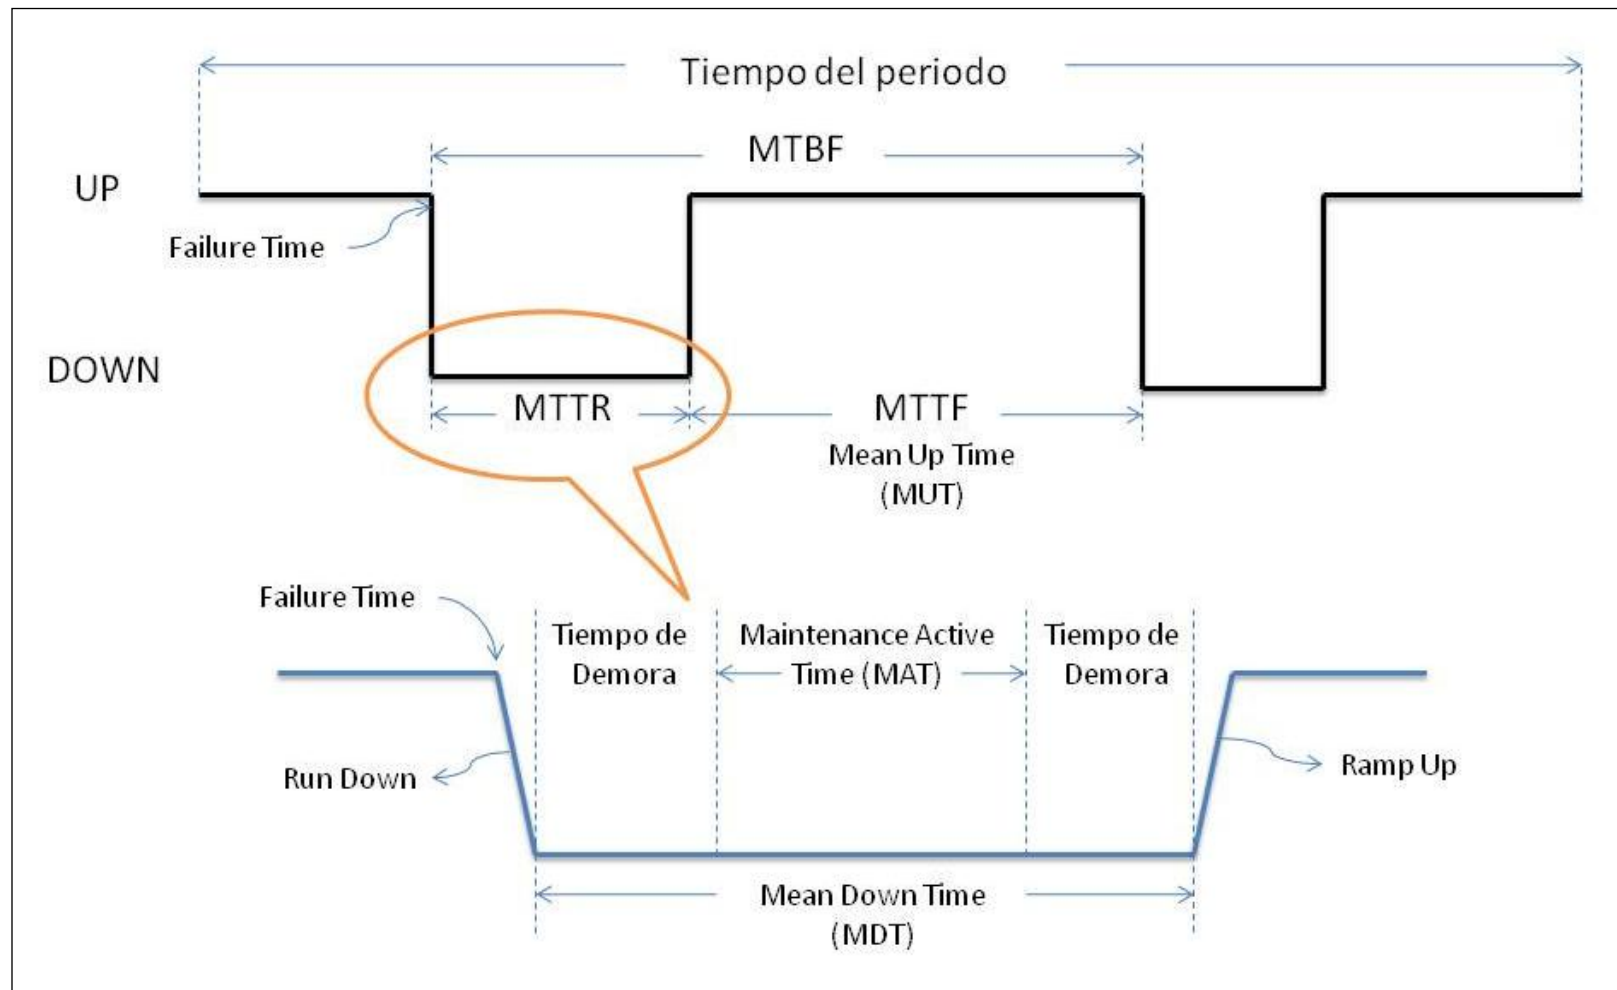 Tiempo del periodo
MTBF
UP
Failure Time
DOWN
MTTR
MTTF
Mean Up Time
(MUT)
Failure Time
Tiempo de
Demora
Maintenance Active
Time (MAT)
Tiempo de
Demora
Run Down
Ramp Up
Mean Down Time
(MDT)